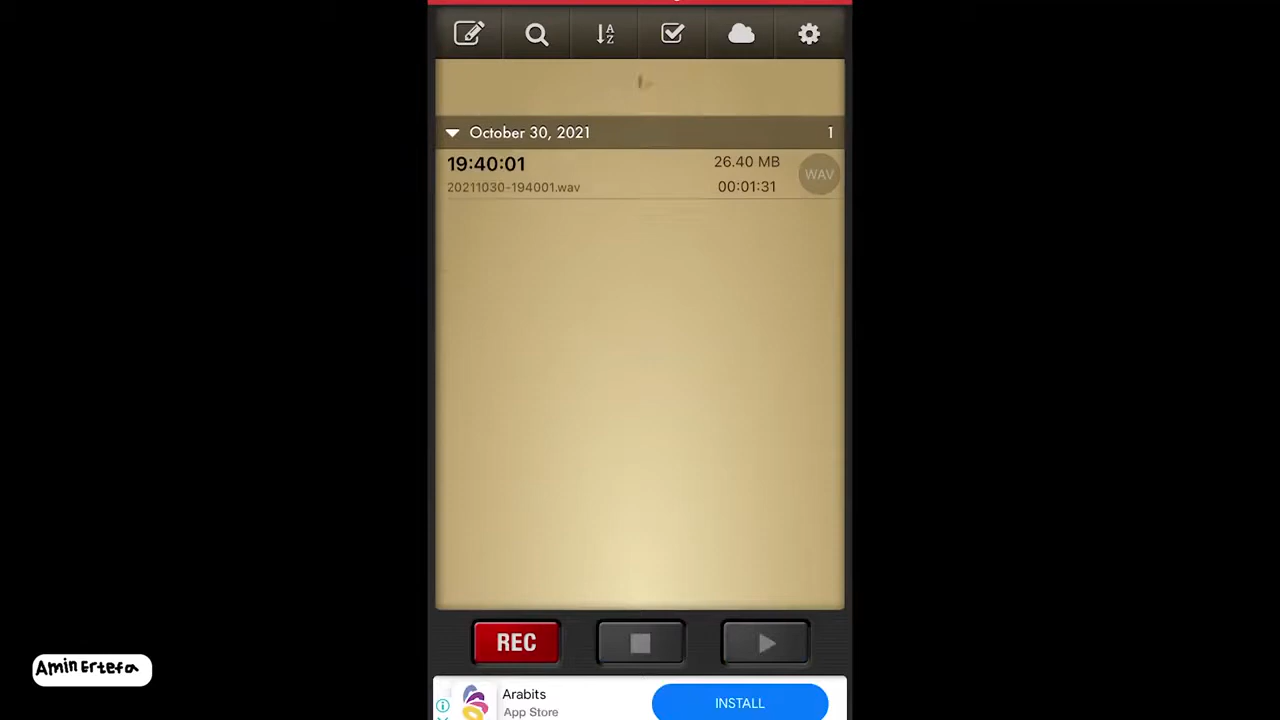 October 30, 2021 1
19:40:01 26.40 MB WAV
20211030-194001.wav 00:01:31
REC
Amin Ertefa
Arabits INSTALL
App Store